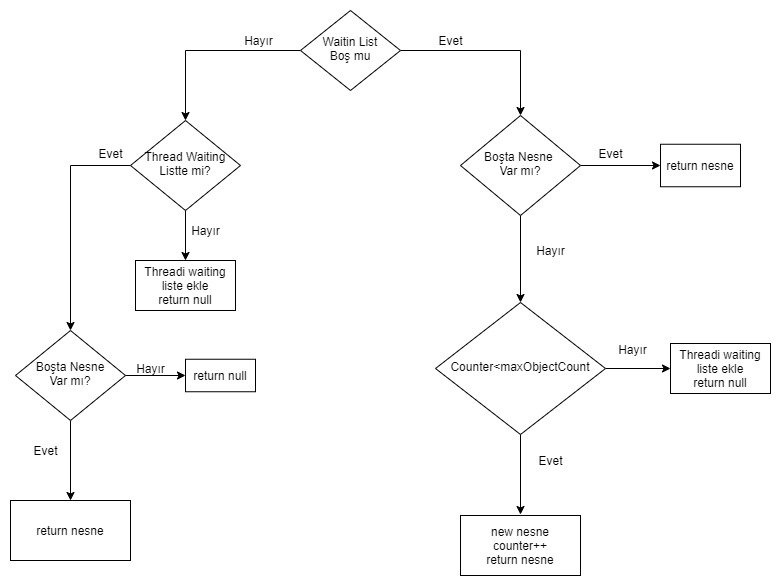 Waitin List
Boş mu
Hayır
Evet
Thread Waiting
Listte mi?
Evet
Hayır
Threadi waiting
liste ekle
return null
Boşta Nesne
Var mı?
Hayır
return null
Evet
return nesne
Boşta Nesne
Var mı?
Evet
return nesne
Hayır
Counter<maxObjectCount
Hayır
Threadi waiting
liste ekle
return null
Evet
new nesne
counter++
return nesne